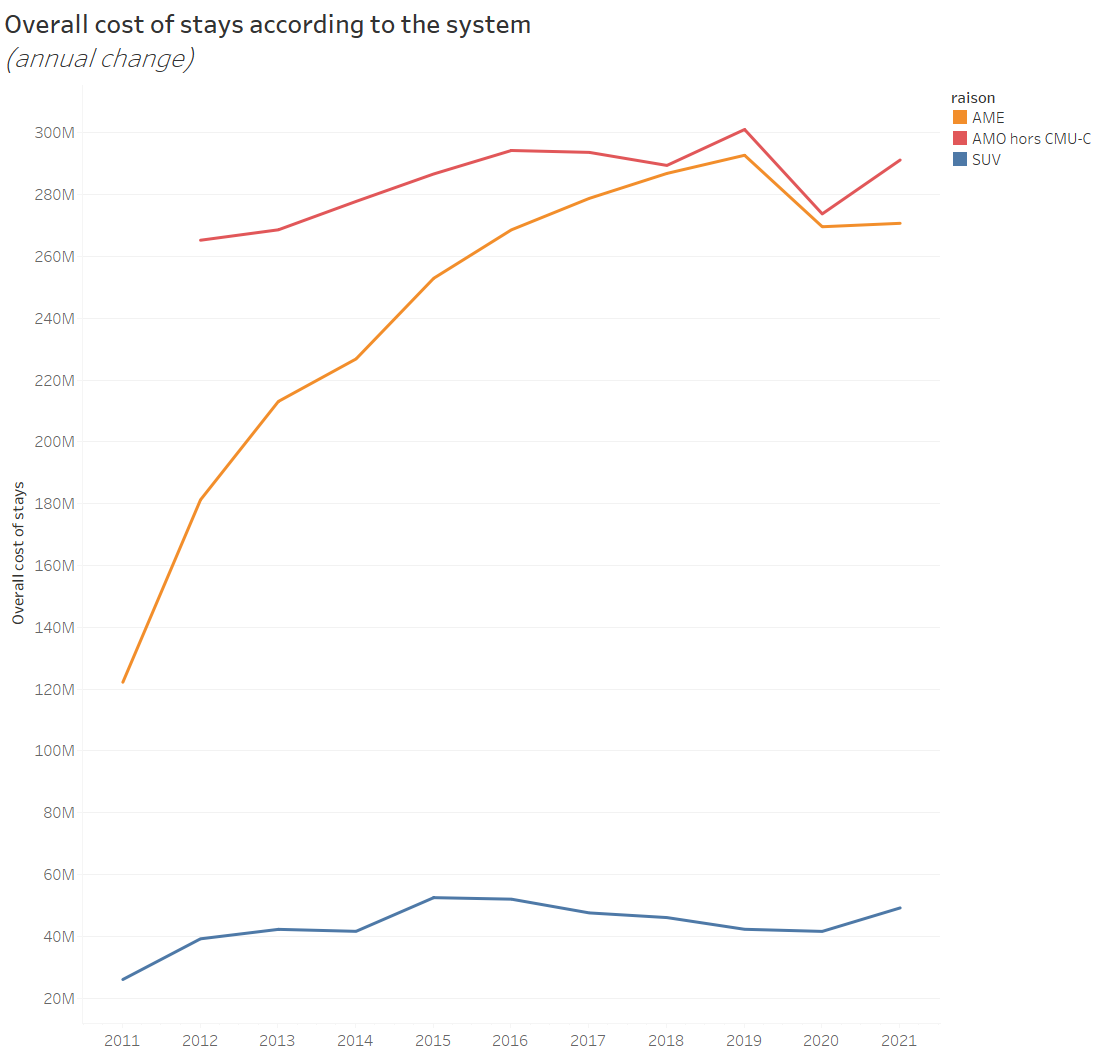 Overall cost of stays according to the system
(annual change)
raison
AME
AMO hors CMU-C
SUV
300M
280M
260M
240M
220M
200M
180M
160M
140M
120M
100M
80M
60M
40M
20M
Overall cost of stays
2011 2012 2013 2014 2015 2016 2017 2018 2019 2020 2021